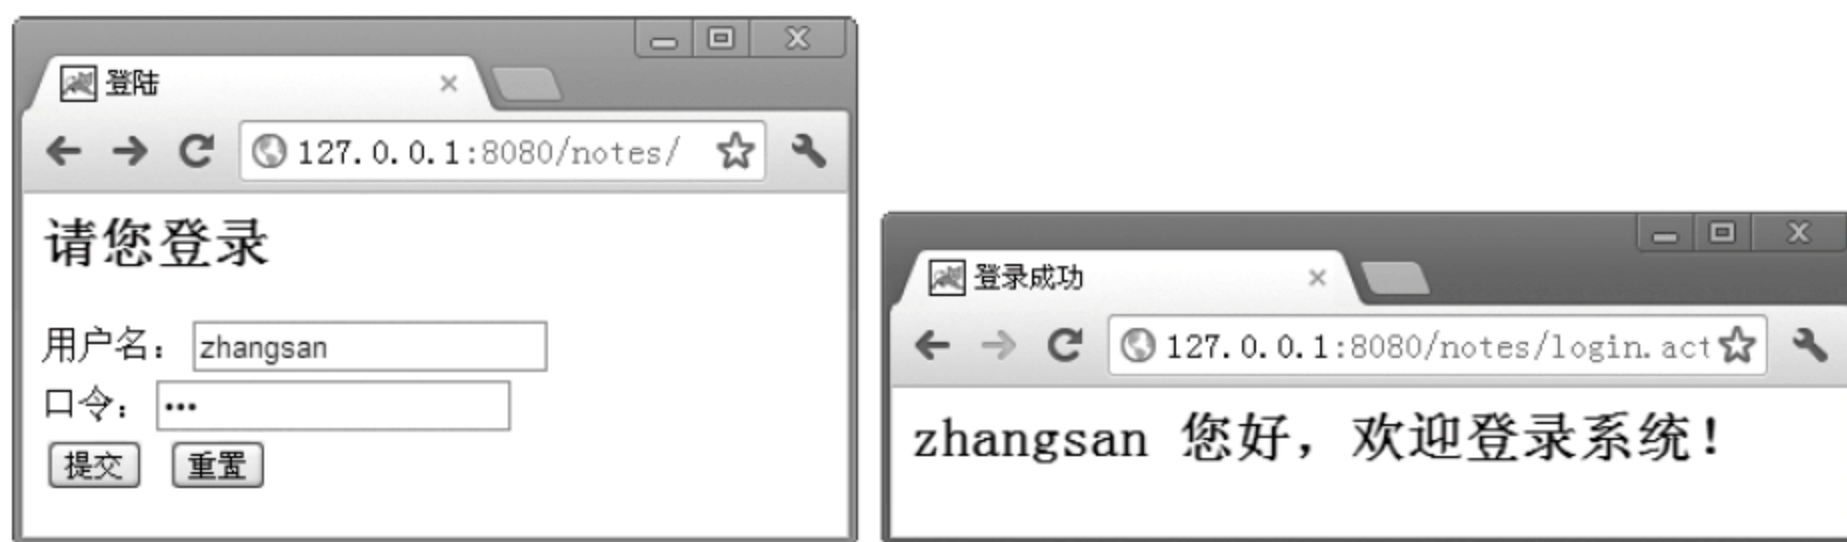 登陆
127.0.0.1:8080/notes/
请您登录
用户名： zhangsan
口令： •••
提交 重置
登录成功
127.0.0.1:8080/notes/login.act
zhangsan 您好，欢迎登录系统！